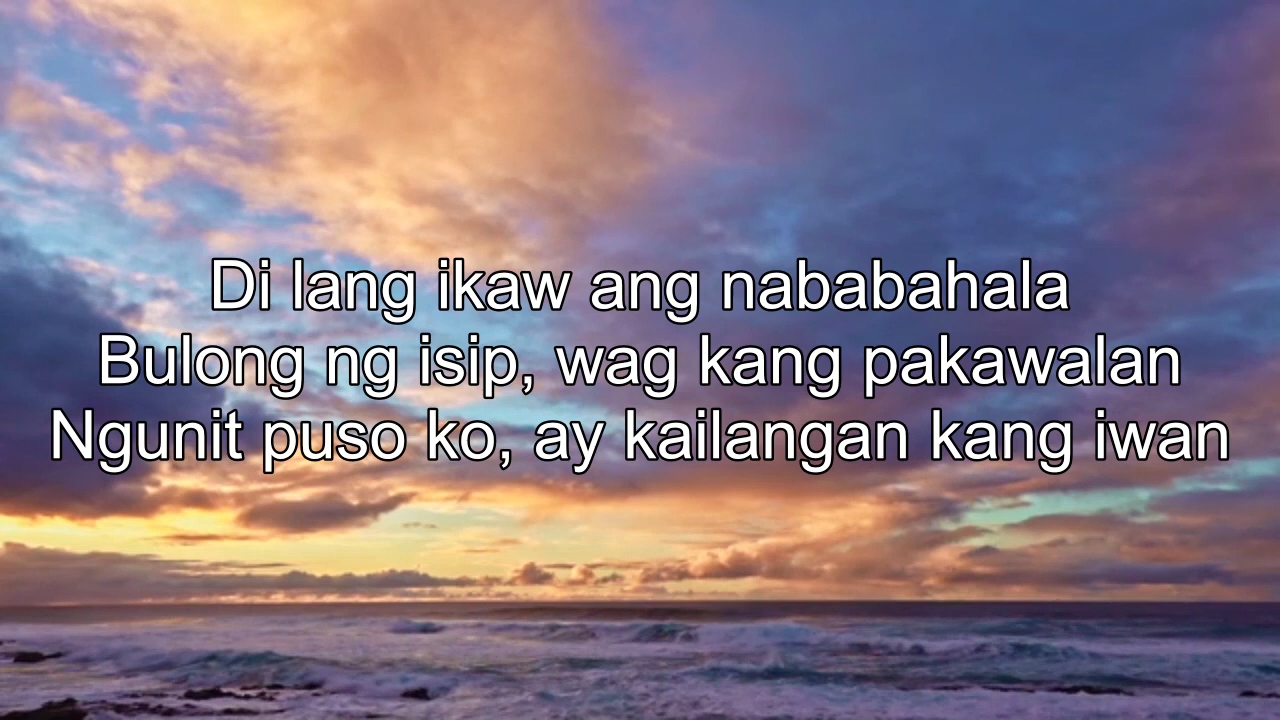 Di lang ikaw ang nababahala
Bulong ng isip, wag kang pakawalan
Ngunit puso ko, ay kailangan kang iwan